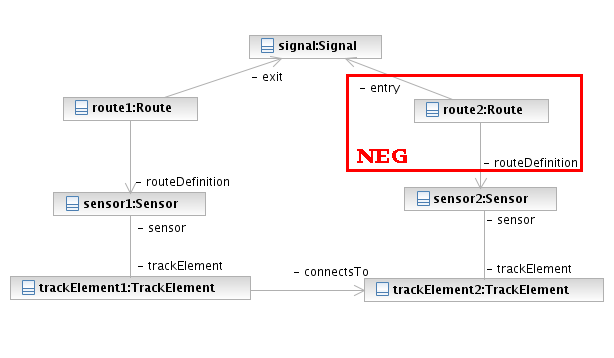 signal:Signal
- exit
- entry
route1:Route
route2:Route
NEG
- routeDefinition
- routeDefinition
sensor1:Sensor
sensor2:Sensor
- sensor
- sensor
- trackElement
- connectsTo
- trackElement
trackElement1:TrackElement
trackElement2:TrackElement